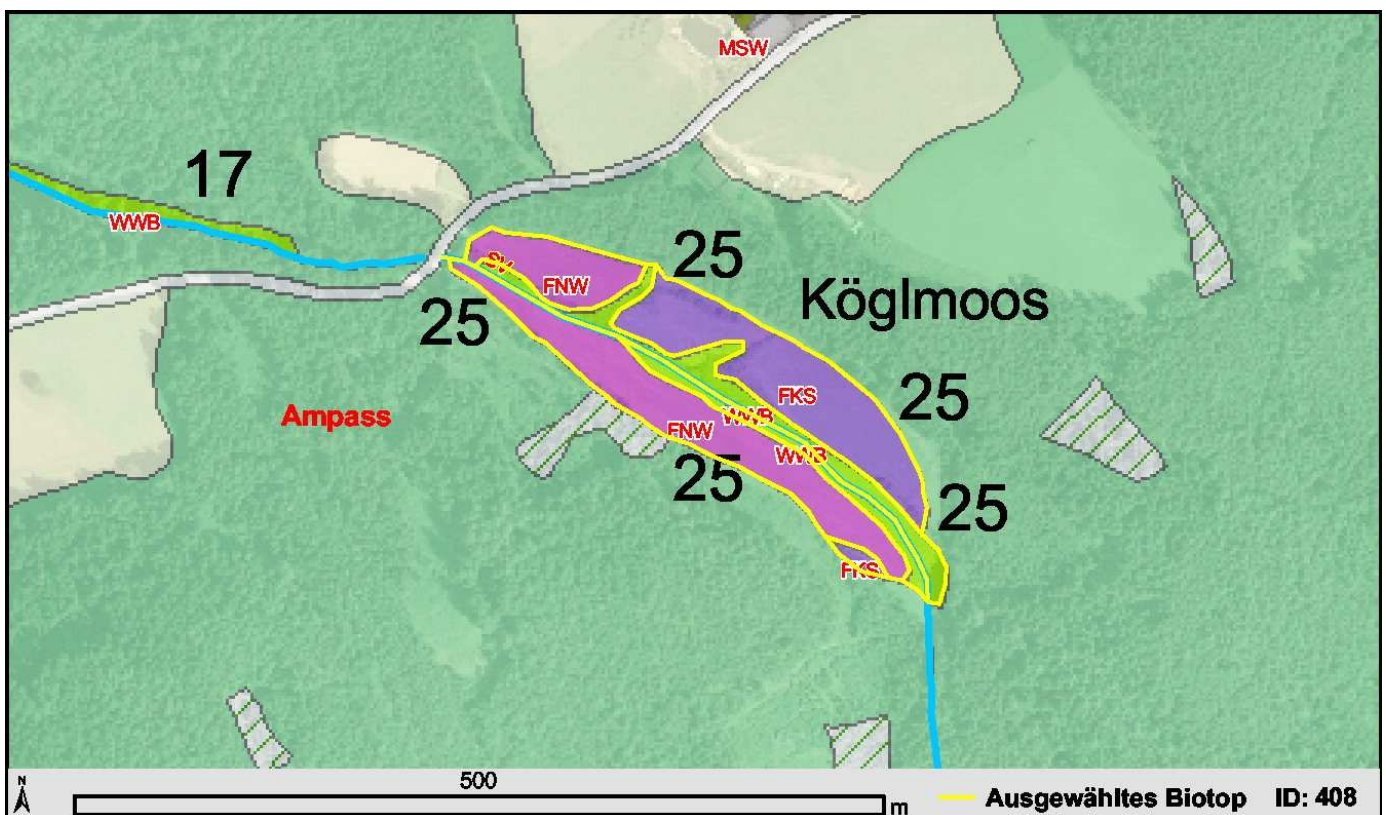 MSW
17
WWB
SV
FNW
25
Köglmoos
25
Ampass
FKS
25
WWB
FNW
WWB
25
25
FKS
N
500
m
Ausgewähltes Biotop ID: 408